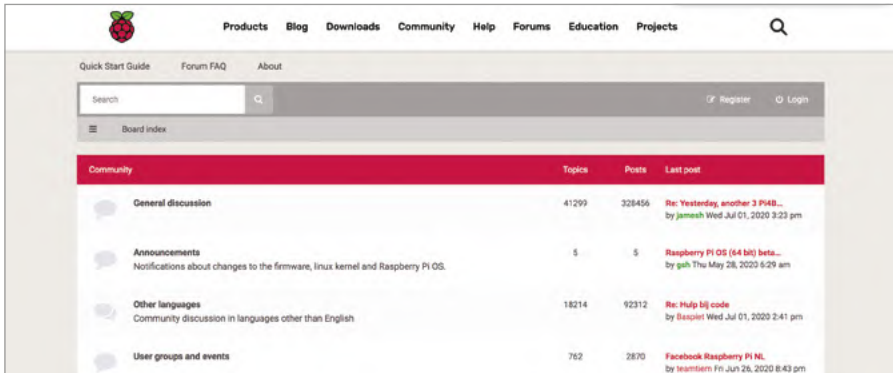 Products Blog Downloads Community Help Forums Education Projects
Quick Start Guide Forum FAQ About
Search Register Login
Board index
Community Topics Posts Last post
General discussion 41299 328456 Re: Yesterday, another 3 Pi4B...
by jamesh Wed Jul 01, 2020 3:23 pm
Announcements 5 5 Raspberry Pi OS (64 bit) beta...
Notifications about changes to the firmware, linux kernel and Raspberry Pi OS. by gsh Thu May 28, 2020 6:29 am
Other languages 18214 92312 Re: Hulp bij code
Community discussion in languages other than English by Basplet Wed Jul 01, 2020 2:41 pm
User groups and events 762 2870 Facebook Raspberry Pi NL
by teamtiem Fri Jun 26, 2020 8:43 pm